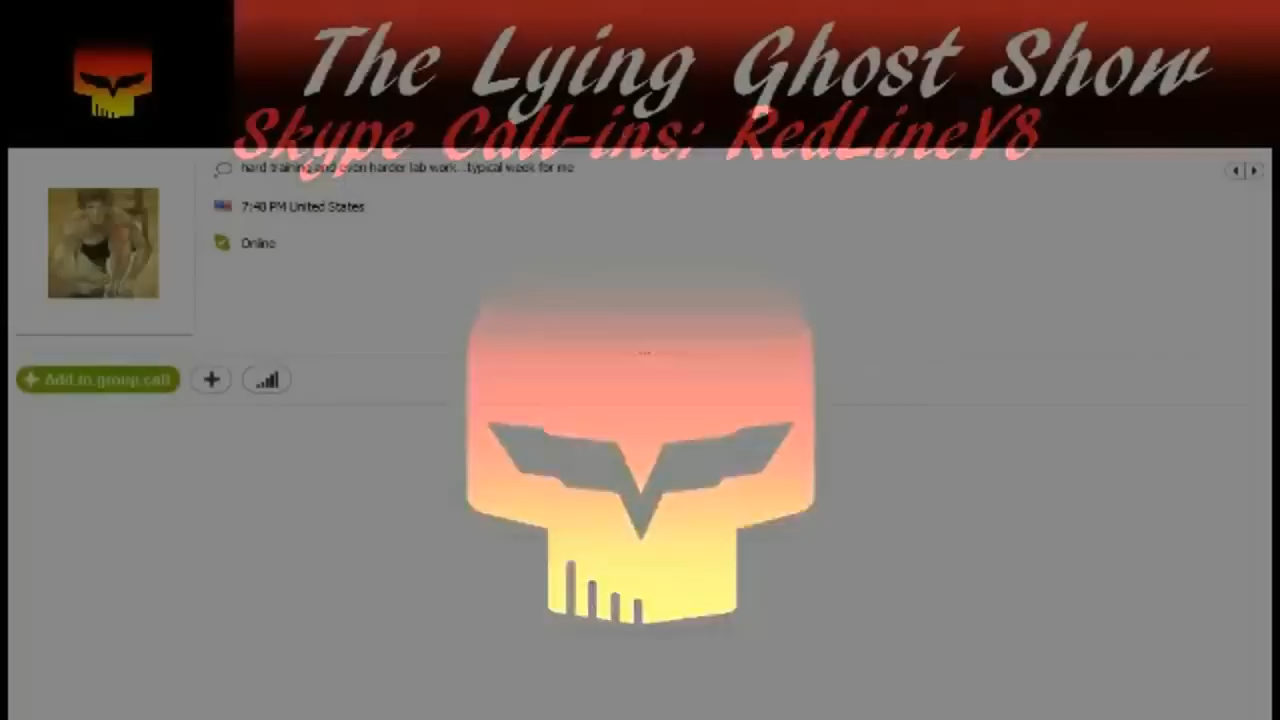 The Lying Ghost Show
Skype Call-ins: RedLineV8
hard training and even harder lab work...typical week for me
7:40 PM United States
Online
Add to group call